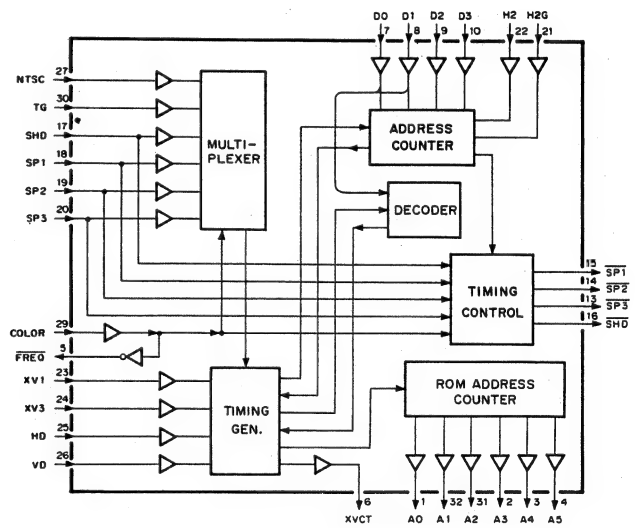 D0 D1 D2 D3 H2 H2G
7 8 9 10 22 21
NTSC 27
TG 30
SHD 17
SP1 18
SP2 19
SP3 20
MULTI-
PLEXER
ADDRESS
COUNTER
DECODER
TIMING
CONTROL
15 SP1
14 SP2
13 SP3
16 SHD
COLOR 29
FREQ 5
XV1 23
XV3 24
HD 25
VD 26
TIMING
GEN.
ROM ADDRESS
COUNTER
6 1 32 31 2 3 4
XVCT A0 A1 A2 A3 A4 A5